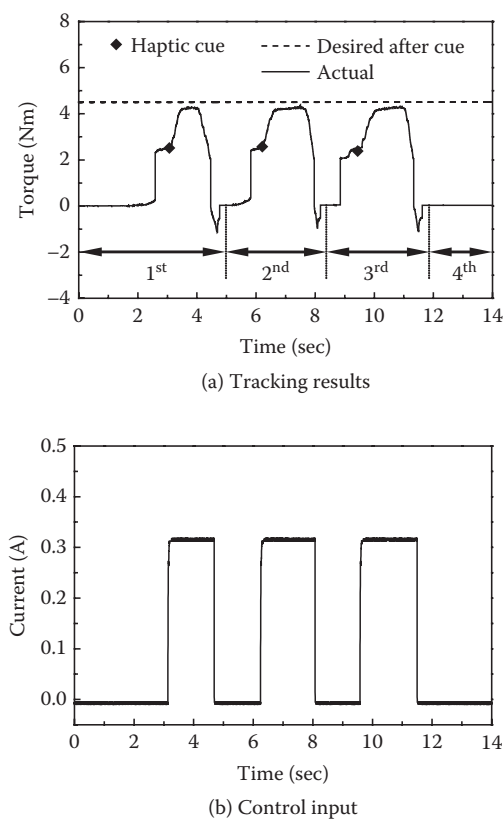 8
6
4
2
0
−2
−4
Torque (Nm)
Haptic cue
Desired after cue
Actual
1st
2nd
3rd
4th
0 2 4 6 8 10 12 14
Time (sec)
(a) Tracking results
0.5
0.4
0.3
0.2
0.1
0.0
Current (A)
0 2 4 6 8 10 12 14
Time (sec)
(b) Control input